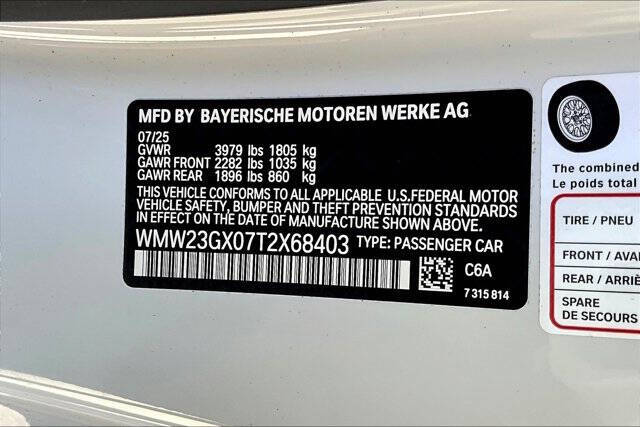 MFD BY BAYERISCHE MOTOREN WERKE AG
07/25
GVWR 3979 lbs 1805 kg
GAWR FRONT 2282 lbs 1035 kg
GAWR REAR 1896 lbs 860 kg
THIS VEHICLE CONFORMS TO ALL APPLICABLE U.S.FEDERAL MOTOR
VEHICLE SAFETY, BUMPER AND THEFT PREVENTION STANDARDS
IN EFFECT ON THE DATE OF MANUFACTURE SHOWN ABOVE.
WMW23GX07T2X68403 TYPE: PASSENGER CAR
C6A
7 315 814
The combined
Le poids total
TIRE / PNEU
FRONT / AVA
REAR / ARRIÈ
SPARE
DE SECOURS